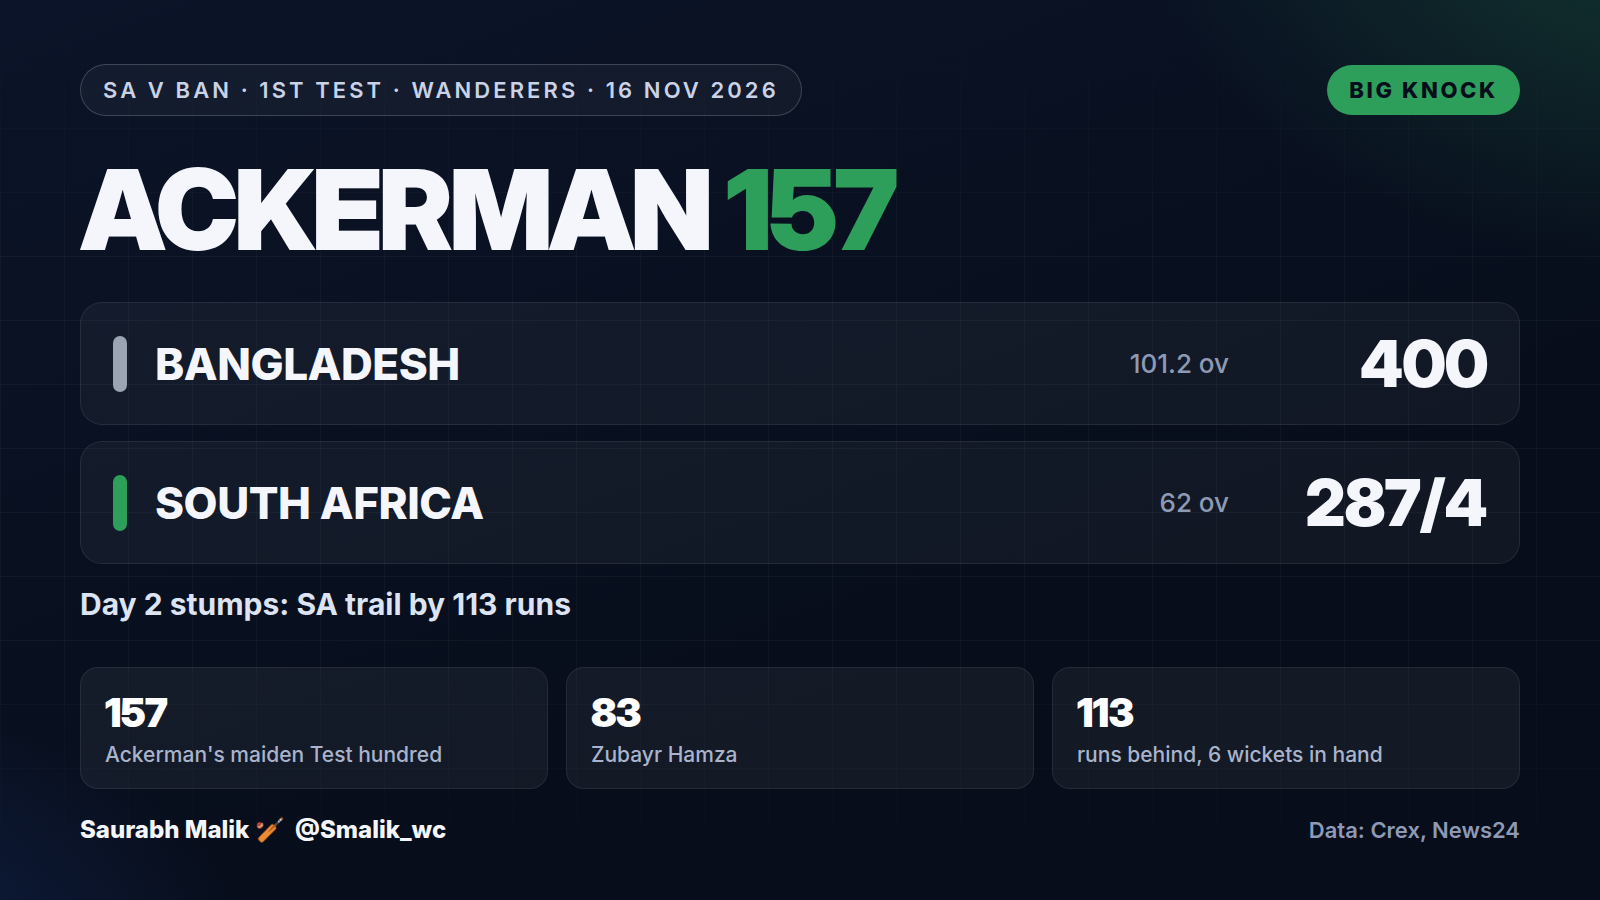 SA V BAN · 1ST TEST · WANDERERS · 16 NOV 2026
BIG KNOCK
ACKERMAN 157
BANGLADESH 101.2 ov 400
SOUTH AFRICA 62 ov 287/4
Day 2 stumps: SA trail by 113 runs
157
Ackerman's maiden Test hundred
83
Zubayr Hamza
113
runs behind, 6 wickets in hand
Saurabh Malik 🏏 @Smalik_wc
Data: Crex, News24